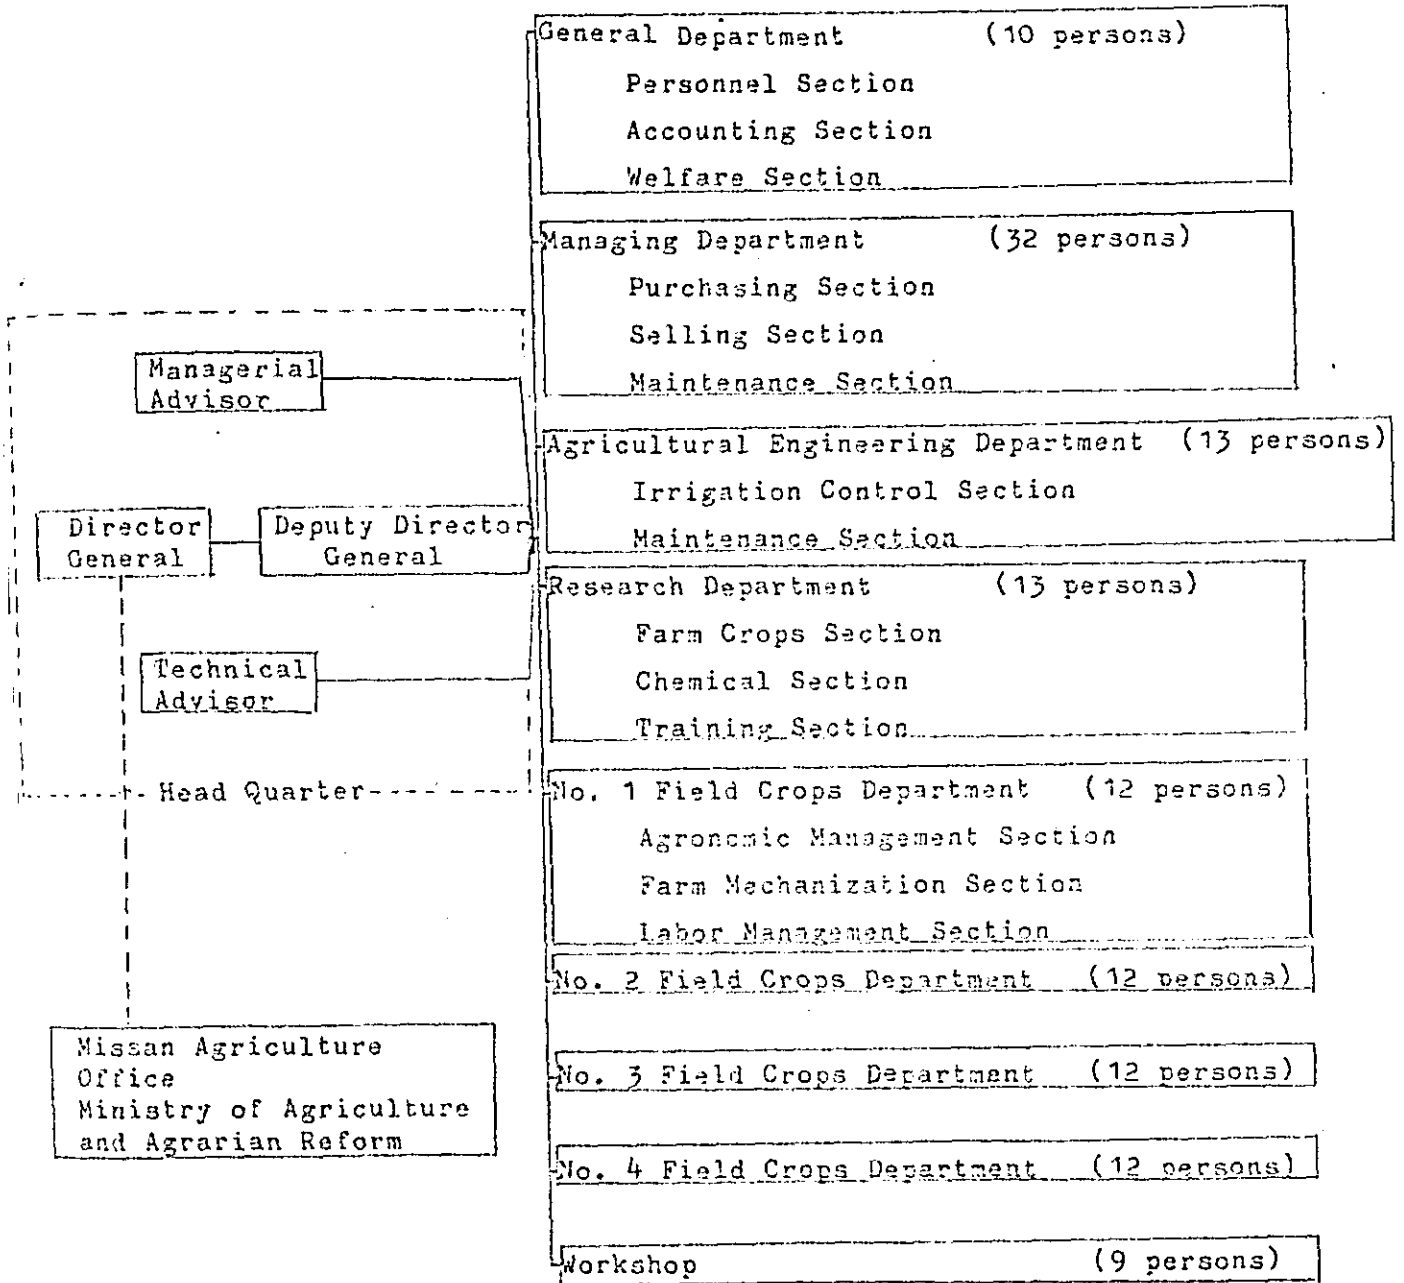 General Department (10 persons)
Personnel Section
Accounting Section
Welfare Section
Managing Department (32 persons)
Purchasing Section
Selling Section
Maintenance Section
Managerial
Advisor
Agricultural Engineering Department (13 persons)
Irrigation Control Section
Maintenance Section
Director
General
Deputy Director
General
Research Department (13 persons)
Farm Crops Section
Chemical Section
Training Section
Technical
Advisor
Head Quarter
No. 1 Field Crops Department (12 persons)
Agronomic Management Section
Farm Mechanization Section
Labor Management Section
No. 2 Field Crops Department (12 persons)
No. 3 Field Crops Department (12 persons)
No. 4 Field Crops Department (12 persons)
Missan Agriculture
Office
Ministry of Agriculture
and Agrarian Reform
Workshop (9 persons)